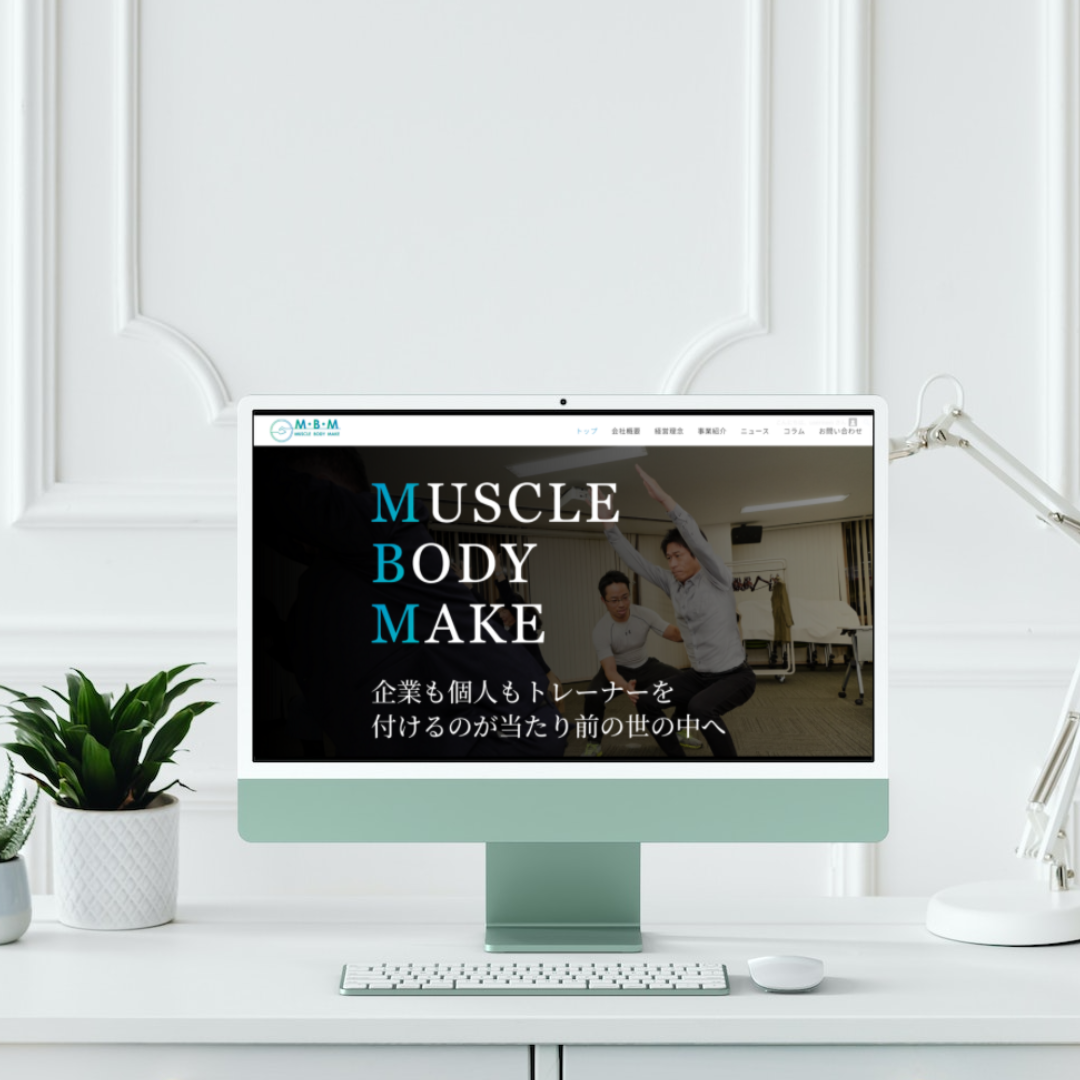 M・B・M
MUSCLE BODY MAKE
トップ 会社概要 経営理念 事業紹介 ニュース コラム お問い合わせ
MUSCLE
BODY
MAKE
企業も個人もトレーナーを
付けるのが当たり前の世の中へ